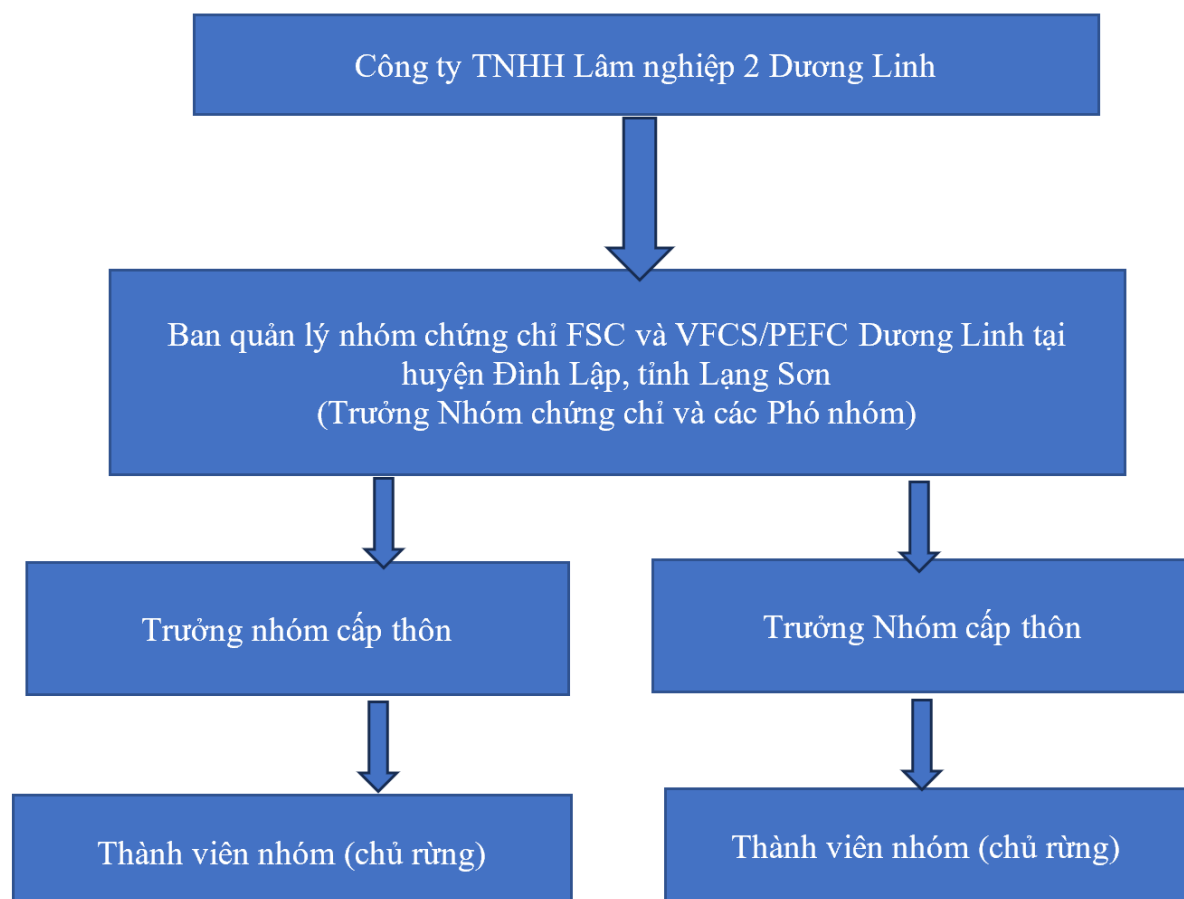 Công ty TNHH Lâm nghiệp 2 Dương Linh
Ban quản lý nhóm chứng chỉ FSC và VFCS/PEFC Dương Linh tại
huyện Đình Lập, tỉnh Lạng Sơn
(Trưởng Nhóm chứng chỉ và các Phó nhóm)
Trưởng nhóm cấp thôn
Trưởng Nhóm cấp thôn
Thành viên nhóm (chủ rừng)
Thành viên nhóm (chủ rừng)